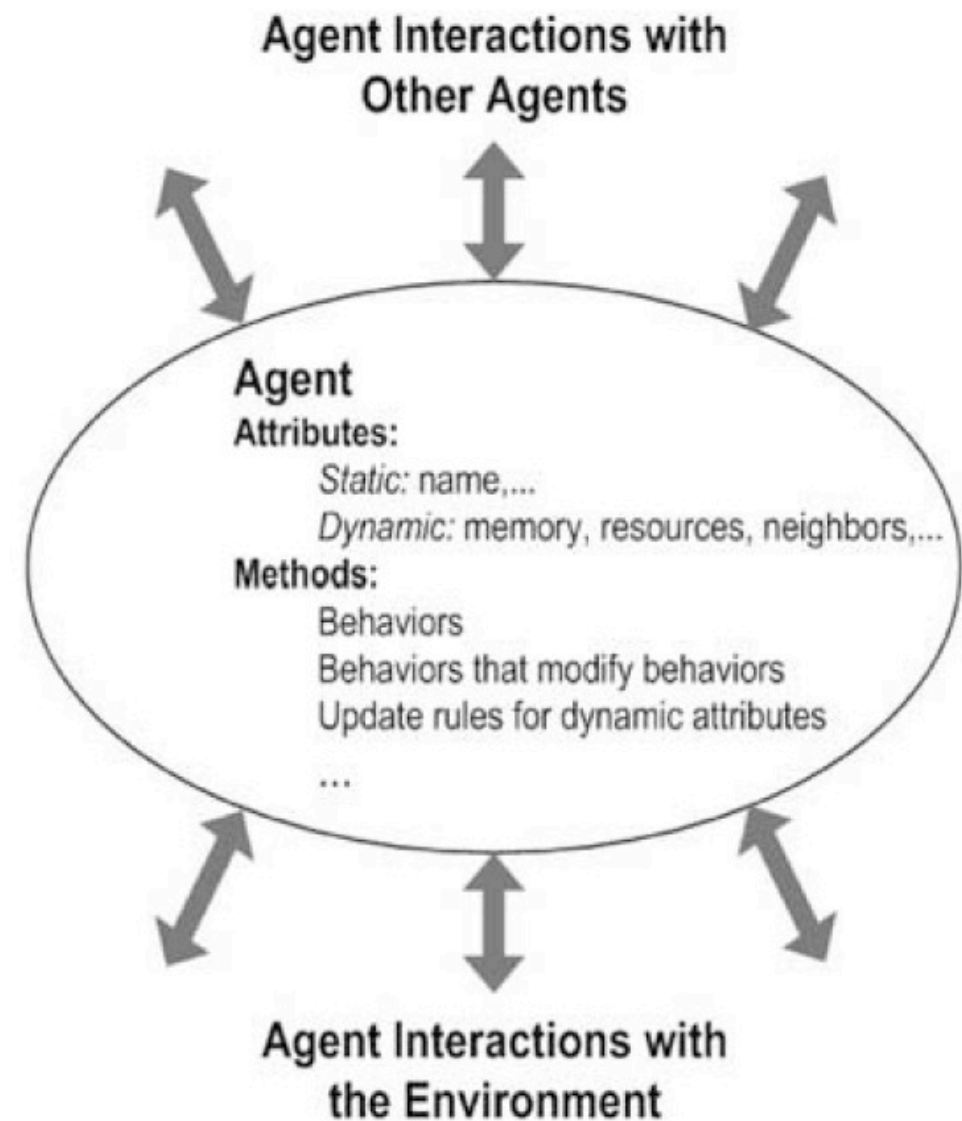 Agent Interactions with
Other Agents
Agent
Attributes:
Static: name,...
Dynamic: memory, resources, neighbors,...
Methods:
Behaviors
Behaviors that modify behaviors
Update rules for dynamic attributes
...
Agent Interactions with
the Environment